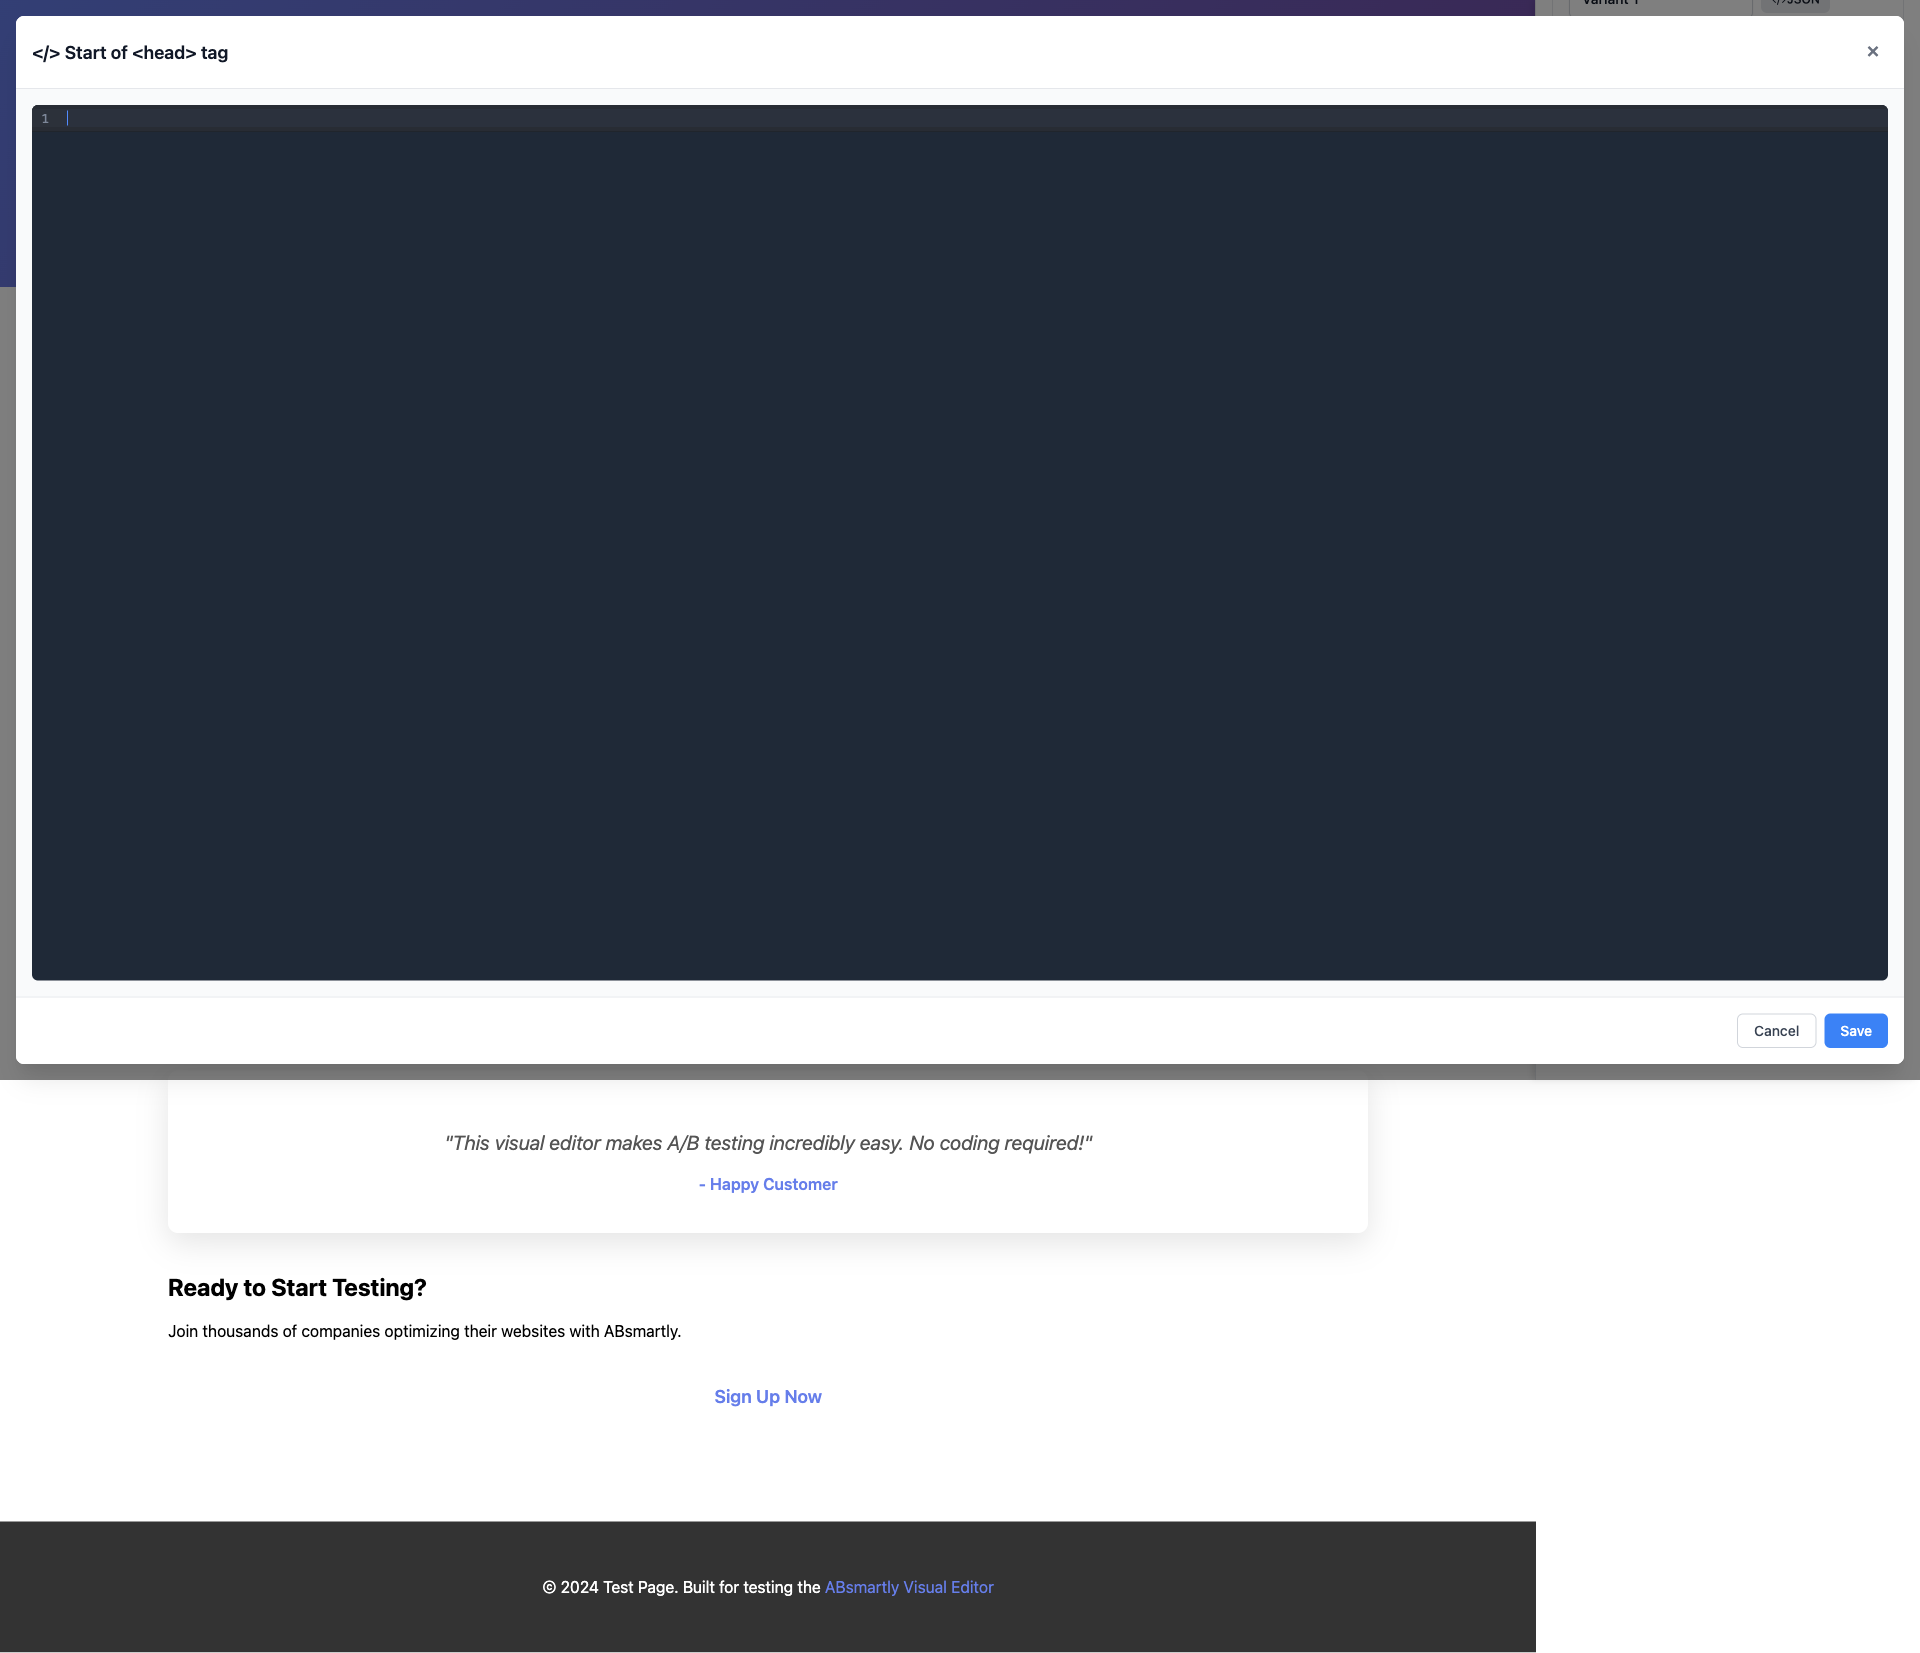 Variant 1
</>JSON
</> Start of <head> tag
×
1
Cancel
Save
"This visual editor makes A/B testing incredibly easy. No coding required!"
- Happy Customer
Ready to Start Testing?
Join thousands of companies optimizing their websites with ABsmartly.
Sign Up Now
© 2024 Test Page. Built for testing the ABsmartly Visual Editor